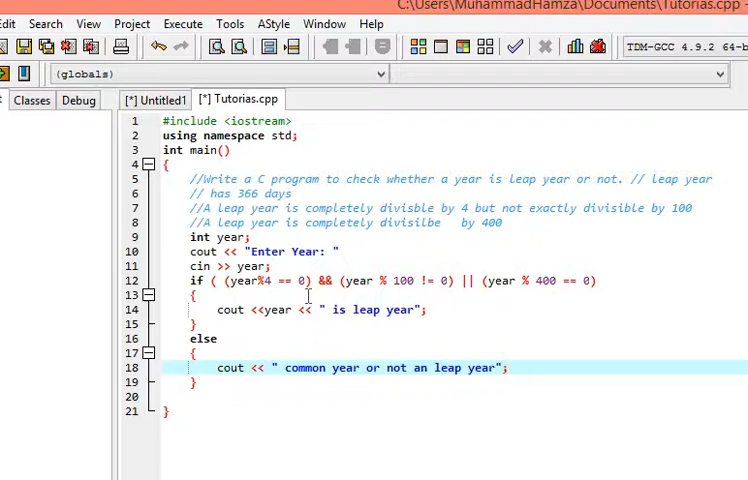 C:\Users\MuhammadHamza\Documents\Tutorias.cpp -
Edit Search View Project Execute Tools AStyle Window Help
TDM-GCC 4.9.2 64-b
(globals)
Classes Debug [*] Untitled1 [*] Tutorias.cpp
1 #include <iostream>
2 using namespace std;
3 int main()
4 {
5 //Write a C program to check whether a year is leap year or not. // leap year
6 // has 366 days
7 //A leap year is completely divisble by 4 but not exactly divisible by 100
8 //A leap year is completely divisilbe by 400
9 int year;
10 cout << "Enter Year: "
11 cin >> year;
12 if ( (year%4 == 0) && (year % 100 != 0) || (year % 400 == 0)
13 {
14 cout <<year << " is leap year";
15 }
16 else
17 {
18 cout << " common year or not an leap year";
19 }
20
21 }